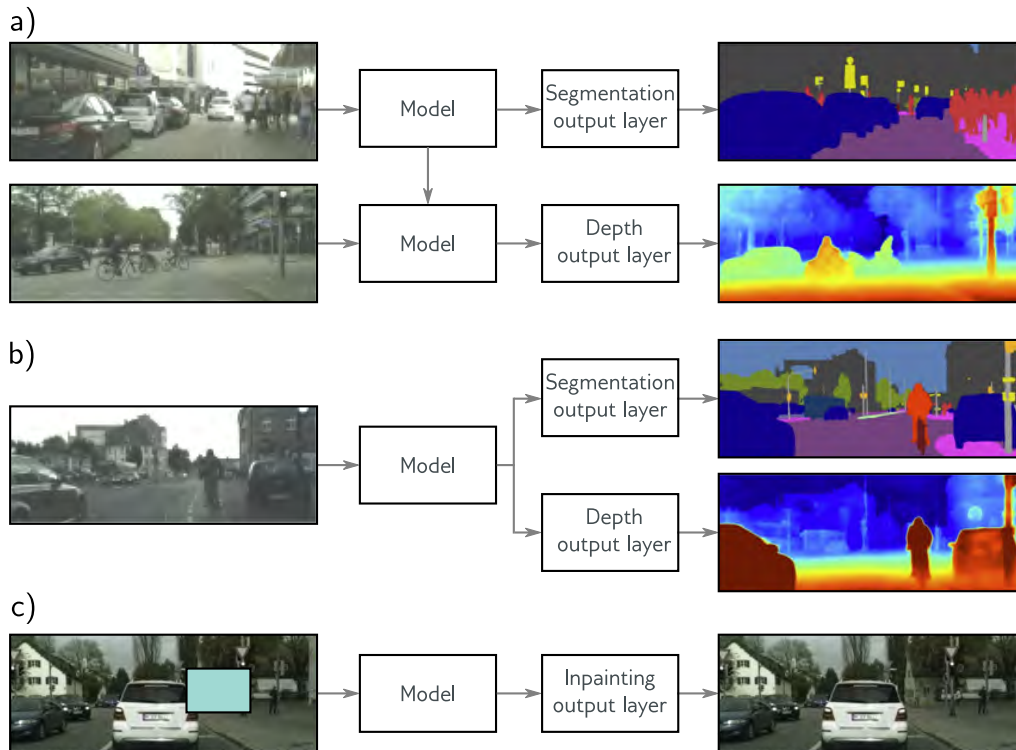 a)
Model
Segmentation
output layer
Model
Depth
output layer
b)
Model
Segmentation
output layer
Depth
output layer
c)
Model
Inpainting
output layer